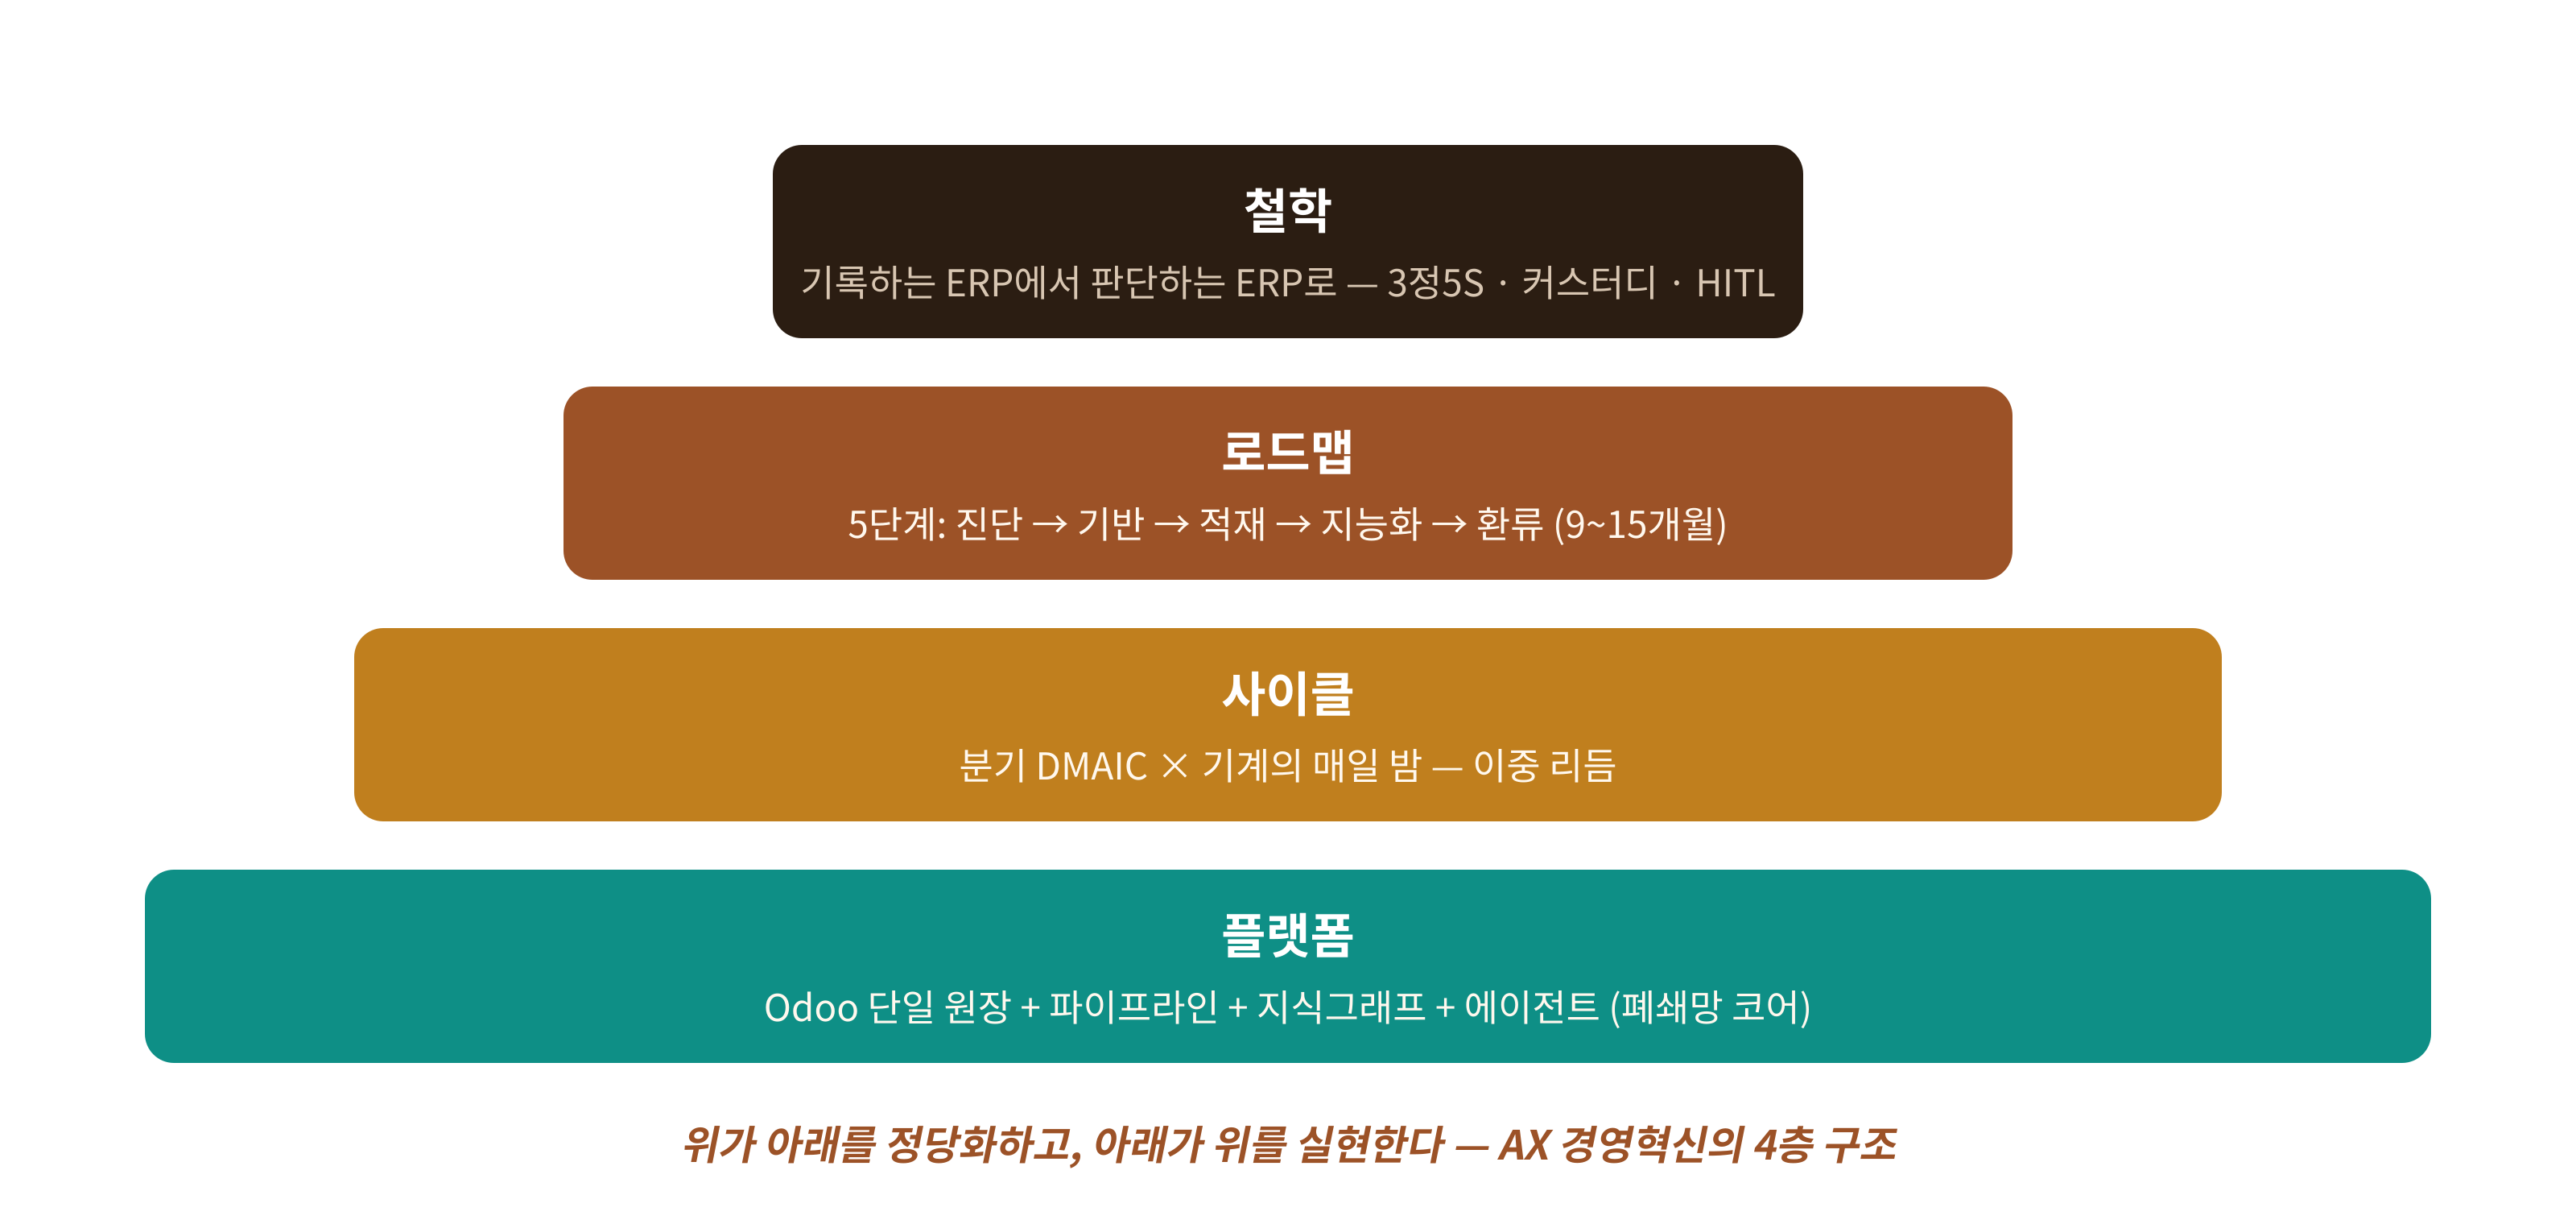 철학
기록하는 ERP에서 판단하는 ERP로 — 3정5S · 커스터디 · HITL
로드맵
5단계: 진단 → 기반 → 적재 → 지능화 → 환류 (9~15개월)
사이클
분기 DMAIC × 기계의 매일 밤 — 이중 리듬
플랫폼
Odoo 단일 원장 + 파이프라인 + 지식그래프 + 에이전트 (폐쇄망 코어)
위가 아래를 정당화하고, 아래가 위를 실현한다 — AX 경영혁신의 4층 구조